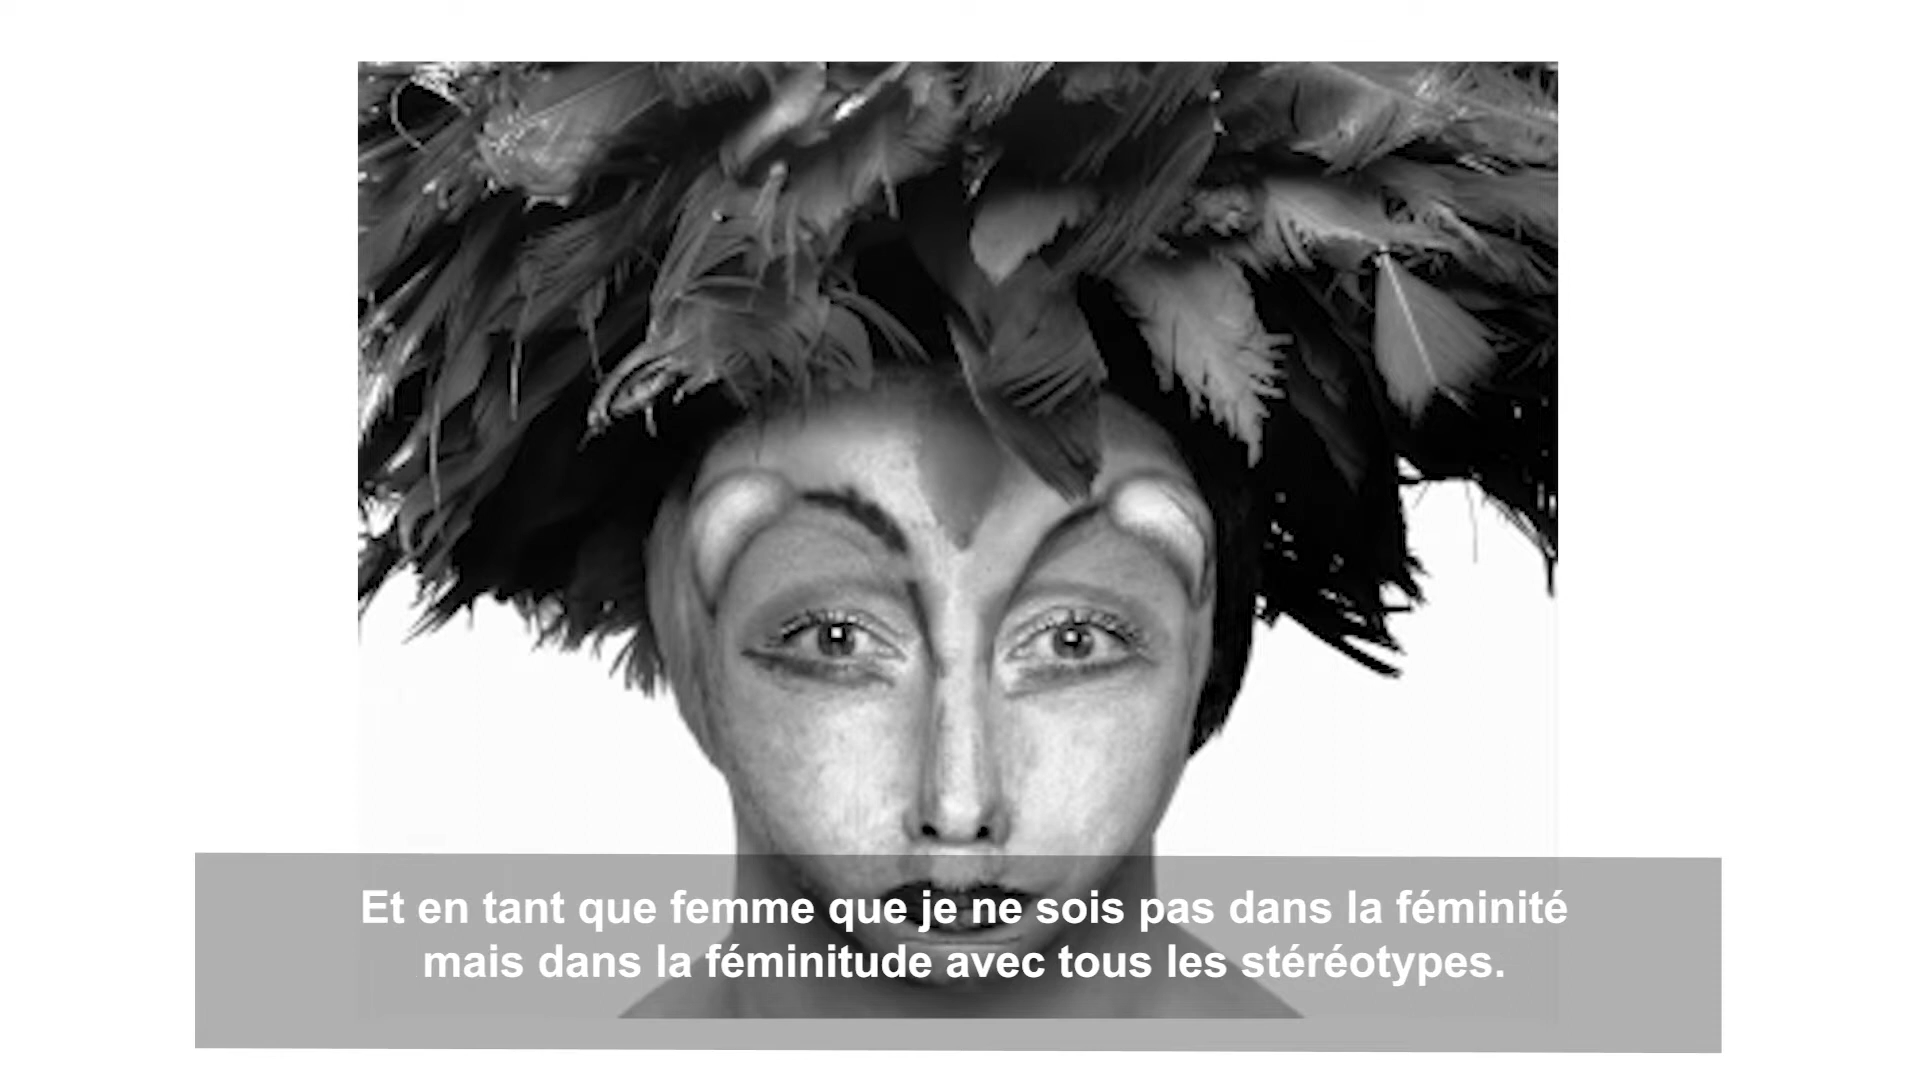 Et en tant que femme que je ne sois pas dans la féminité
mais dans la féminitude avec tous les stéréotypes.